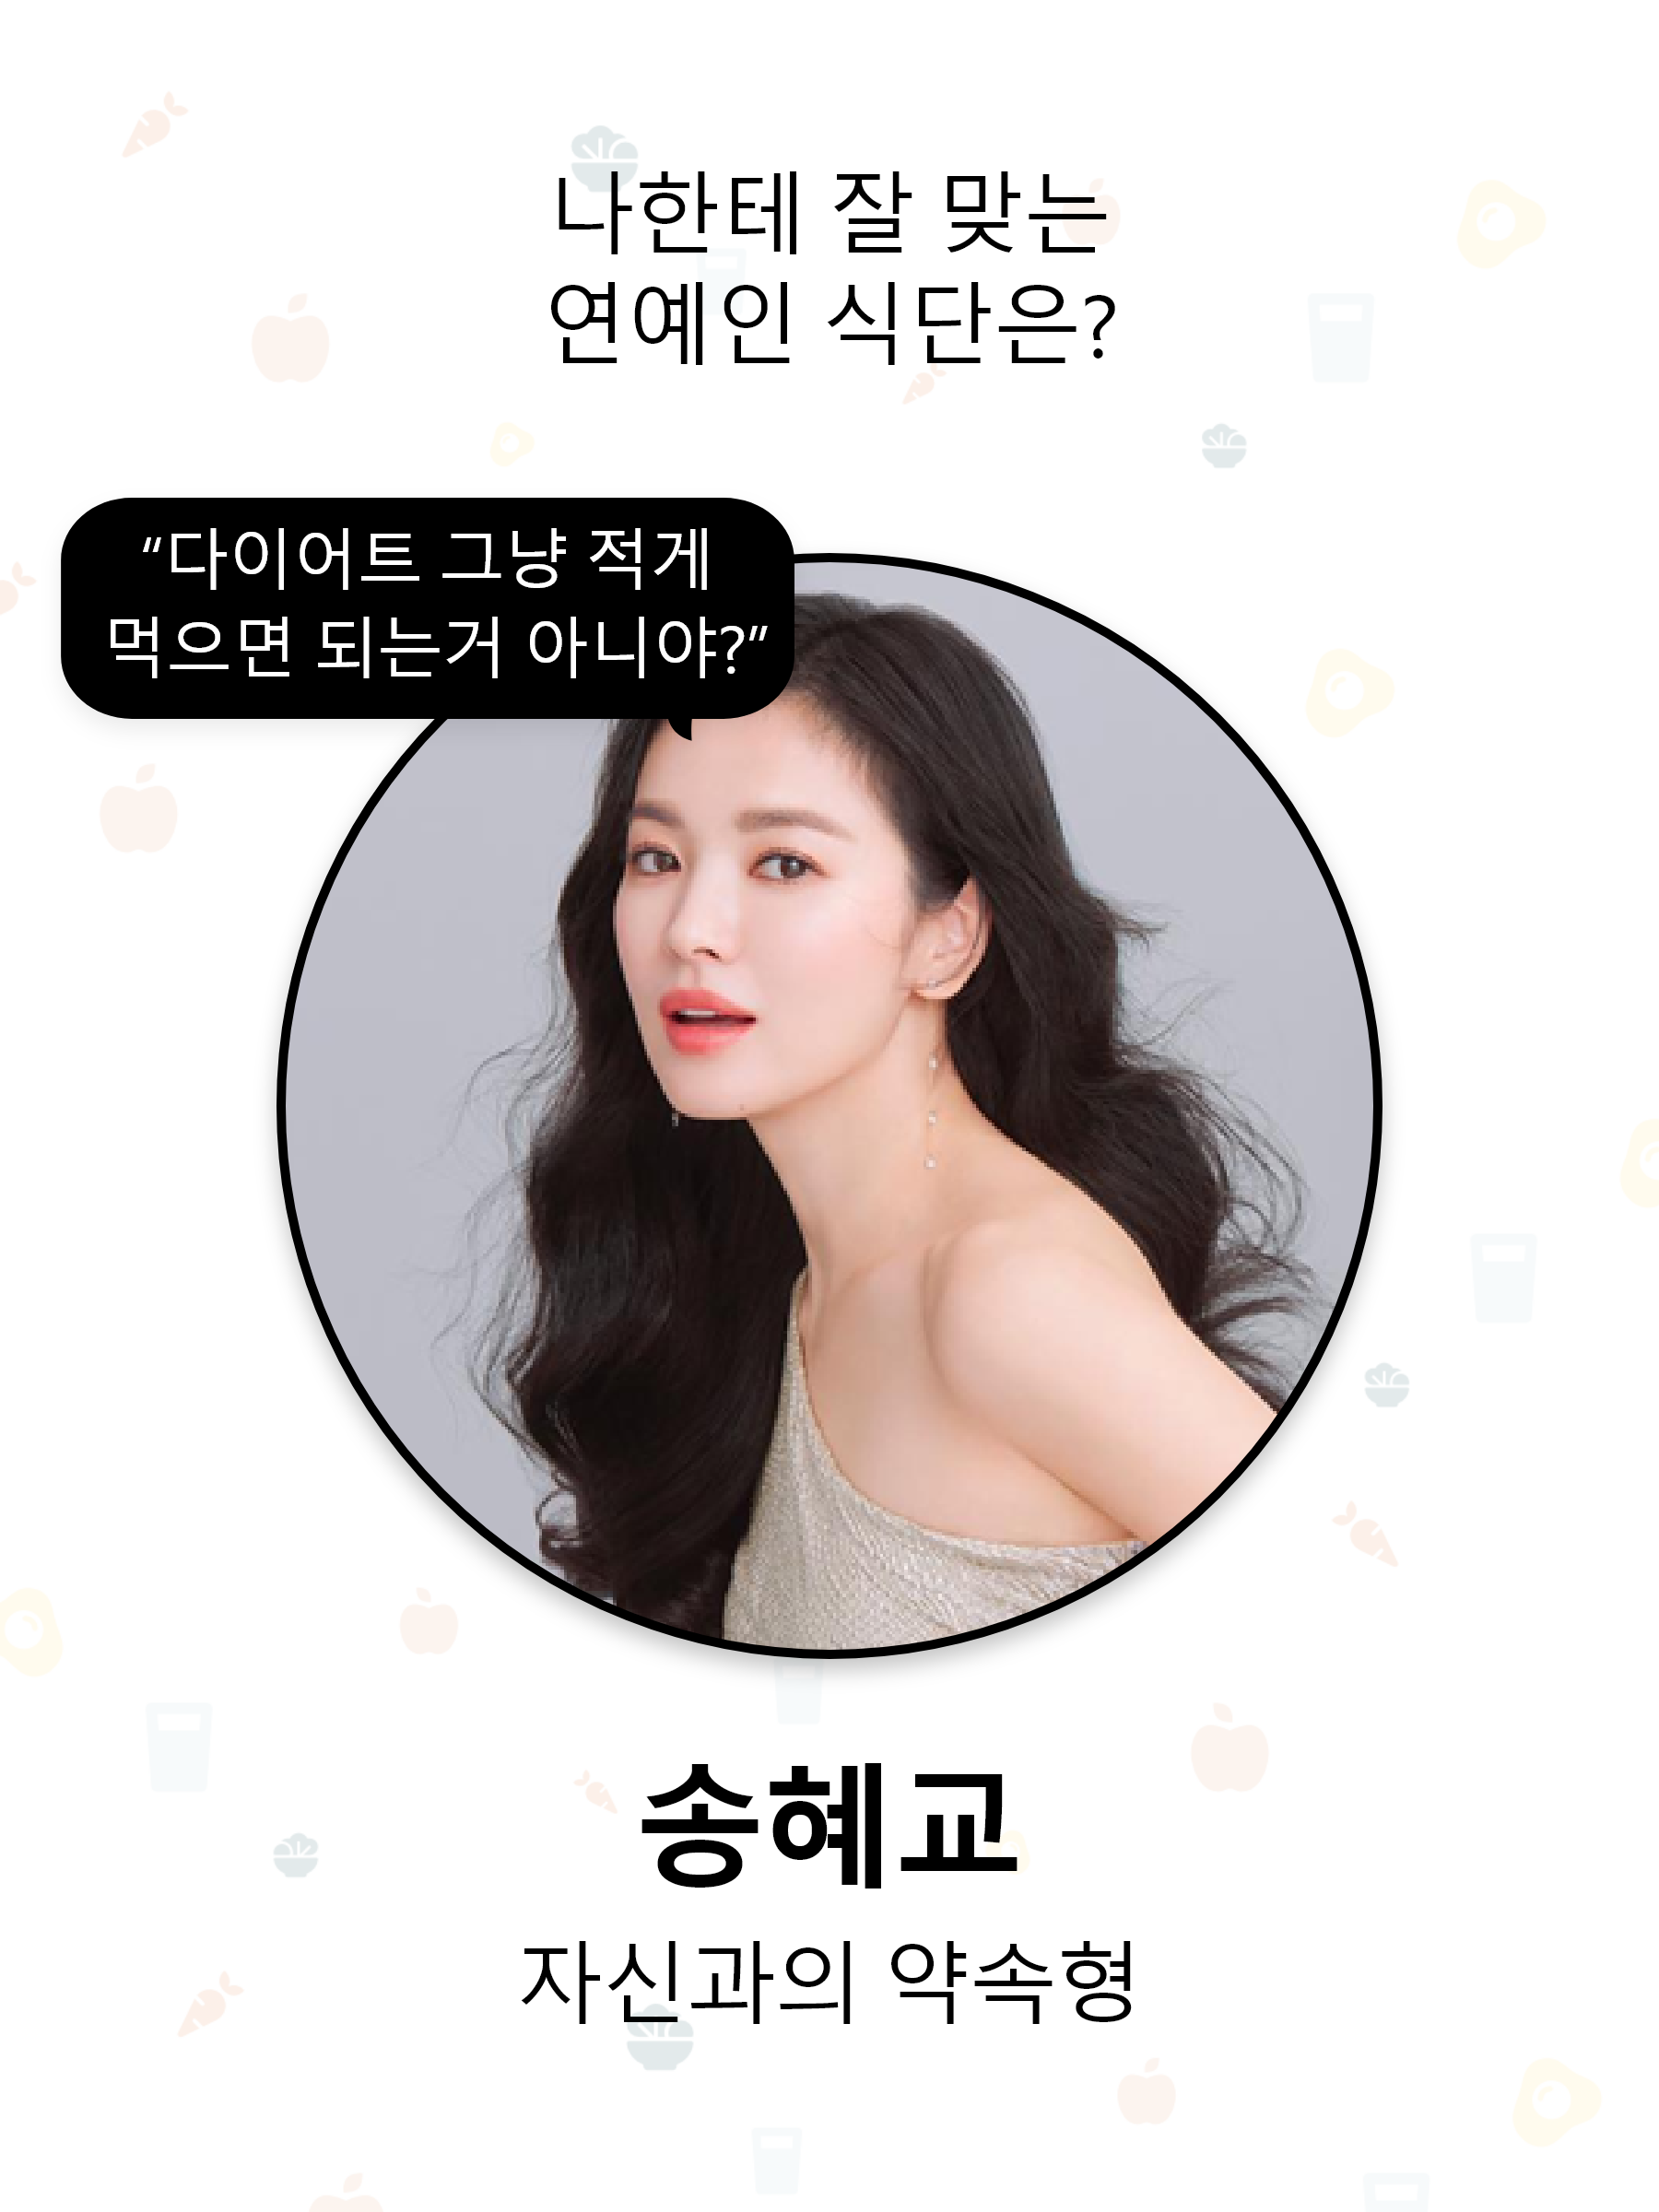 나한테 잘 맞는
연예인 식단은?
“다이어트 그냥 적게
먹으면 되는거 아니야?”
송혜교
자신과의 약속형